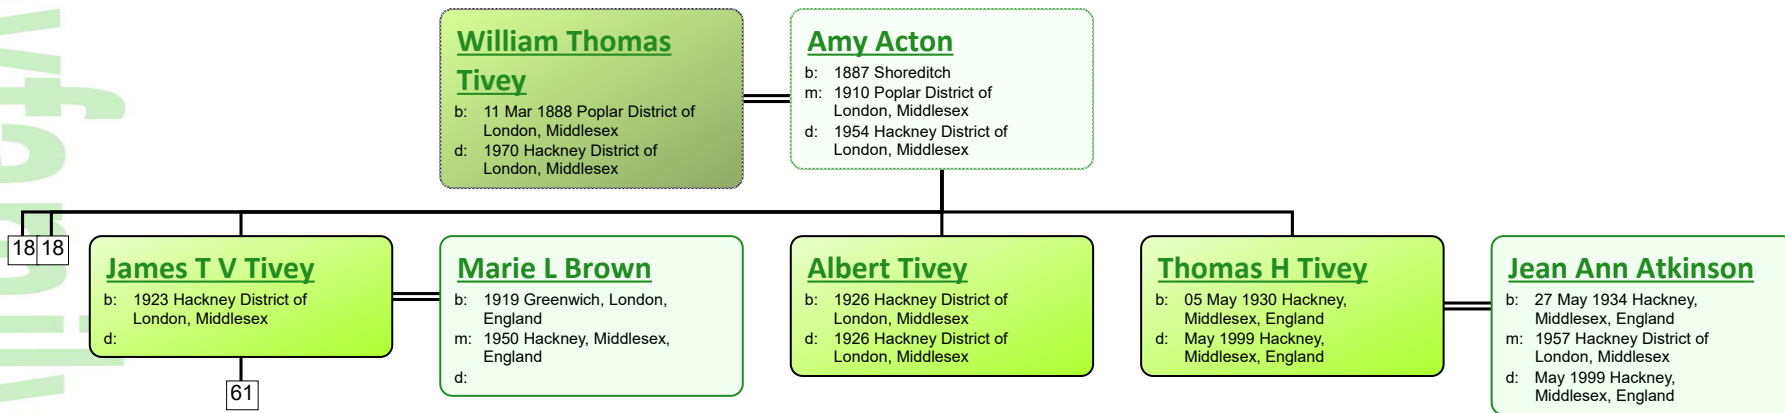 William Thomas
Tivey
b: 11 Mar 1888 Poplar District of
London, Middlesex
d: 1970 Hackney District of
London, Middlesex
Amy Acton
b: 1887 Shoreditch
m: 1910 Poplar District of
London, Middlesex
d: 1954 Hackney District of
London, Middlesex
18 18
James T V Tivey
b: 1923 Hackney District of
London, Middlesex
d:
61
Marie L Brown
b: 1919 Greenwich, London,
England
m: 1950 Hackney, Middlesex,
England
d:
Albert Tivey
b: 1926 Hackney District of
London, Middlesex
d: 1926 Hackney District of
London, Middlesex
Thomas H Tivey
b: 05 May 1930 Hackney,
Middlesex, England
d: May 1999 Hackney,
Middlesex, England
Jean Ann Atkinson
b: 27 May 1934 Hackney,
Middlesex, England
m: 1957 Hackney District of
London, Middlesex
d: May 1999 Hackney,
Middlesex, England